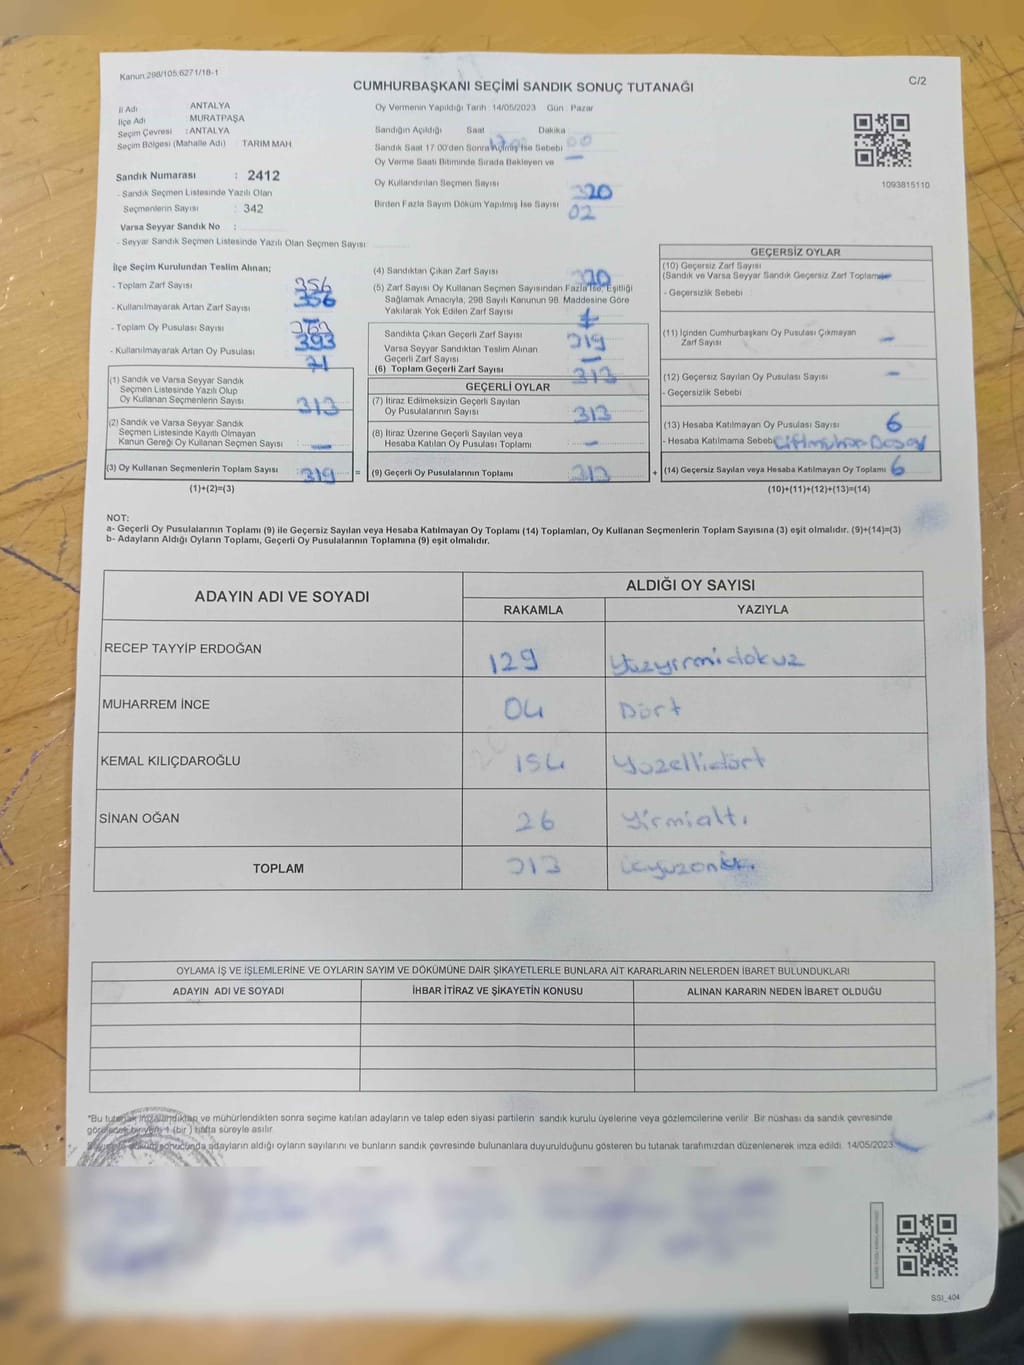 Kanun.298/105;6271/18-1
CUMHURBAŞKANI SEÇİMİ SANDIK SONUÇ TUTANAĞI
C/2
İl Adı ANTALYA
İlçe Adı MURATPAŞA
Seçim Çevresi : ANTALYA
Seçim Bölgesi (Mahalle Adı) TARIM MAH
Sandık Numarası : 2412
- Sandık Seçmen Listesinde Yazılı Olan
Seçmenlerin Sayısı : 342
Varsa Seyyar Sandık No :
- Seyyar Sandık Seçmen Listesinde Yazılı Olan Seçmen Sayısı:
Oy Vermenin Yapıldığı Tarih : 14/05/2023 Gün : Pazar
Sandığın Açıldığı Saat Dakika
Sandık Saat 17:00'den Sonra Açılmış İse Sebebi
Oy Verme Saati Bitiminde Sırada Bekleyen ve
Oy Kullandırılan Seçmen Sayısı
320
Birden Fazla Sayım Döküm Yapılmış İse Sayısı 02
1093815110
İlçe Seçim Kurulundan Teslim Alınan;
- Toplam Zarf Sayısı 356
- Kullanılmayarak Artan Zarf Sayısı 356
- Toplam Oy Pusulası Sayısı 393
- Kullanılmayarak Artan Oy Pusulası
(1) Sandık ve Varsa Seyyar Sandık
Seçmen Listesinde Yazılı Olup
Oy Kullanan Seçmenlerin Sayısı 313
(2) Sandık ve Varsa Seyyar Sandık
Seçmen Listesinde Kayıtlı Olmayan
Kanun Gereği Oy Kullanan Seçmen Sayısı : —
(3) Oy Kullanan Seçmenlerin Toplam Sayısı : 319
(1)+(2)=(3)
(4) Sandıktan Çıkan Zarf Sayısı 320
(5) Zarf Sayısı Oy Kullanan Seçmen Sayısından Fazla İse, Eşitliği
Sağlamak Amacıyla, 298 Sayılı Kanunun 98. Maddesine Göre
Yakılarak Yok Edilen Zarf Sayısı
Sandıkta Çıkan Geçerli Zarf Sayısı 319
Varsa Seyyar Sandıktan Teslim Alınan
Geçerli Zarf Sayısı —
(6) Toplam Geçerli Zarf Sayısı 313
GEÇERLİ OYLAR
(7) İtiraz Edilmeksizin Geçerli Sayılan
Oy Pusulalarının Sayısı 313
(8) İtiraz Üzerine Geçerli Sayılan veya
Hesaba Katılan Oy Pusulası Toplamı —
= (9) Geçerli Oy Pusulalarının Toplamı 313
GEÇERSİZ OYLAR
(10) Geçersiz Zarf Sayısı
(Sandık ve Varsa Seyyar Sandık Geçersiz Zarf Toplamı) —
- Geçersizlik Sebebi
(11) İçinden Cumhurbaşkanı Oy Pusulası Çıkmayan
Zarf Sayısı —
(12) Geçersiz Sayılan Oy Pusulası Sayısı —
- Geçersizlik Sebebi
(13) Hesaba Katılmayan Oy Pusulası Sayısı 6
- Hesaba Katılmama Sebebi
+ (14) Geçersiz Sayılan veya Hesaba Katılmayan Oy Toplamı 6
(10)+(11)+(12)+(13)=(14)
NOT:
a- Geçerli Oy Pusulalarının Toplamı (9) ile Geçersiz Sayılan veya Hesaba Katılmayan Oy Toplamı (14) Toplamları, Oy Kullanan Seçmenlerin Toplam Sayısına (3) eşit olmalıdır. (9)+(14)=(3)
b- Adayların Aldığı Oyların Toplamı, Geçerli Oy Pusulalarının Toplamına (9) eşit olmalıdır.
ADAYIN ADI VE SOYADI ALDIĞI OY SAYISI
RAKAMLA YAZIYLA
RECEP TAYYİP ERDOĞAN 129 Yüzyirmidokuz
MUHARREM İNCE 04 Dört
KEMAL KILIÇDAROĞLU 154 Yüzellidört
SİNAN OĞAN 26 Yirmialtı
TOPLAM 313
OYLAMA İŞ VE İŞLEMLERİNE VE OYLARIN SAYIM VE DÖKÜMÜNE DAİR ŞİKAYETLERLE BUNLARA AİT KARARLARIN NELERDEN İBARET BULUNDUKLARI
ADAYIN ADI VE SOYADI İHBAR İTİRAZ VE ŞİKAYETİN KONUSU ALINAN KARARIN NEDEN İBARET OLDUĞU
*Bu tutanak imzalandıktan ve mühürlendikten sonra seçime katılan adayların ve talep eden siyasi partilerin sandık kurulu üyelerine veya gözlemcilerine verilir. Bir nüshası da sandık çevresinde
görülecek bir yere 1 (bir) hafta süreyle asılır.
sonucunda adayların aldığı oyların sayılarını ve bunların sandık çevresinde bulunanlara duyurulduğunu gösteren bu tutanak tarafımızdan düzenlenerek imza edildi. 14/05/2023
SSI_404